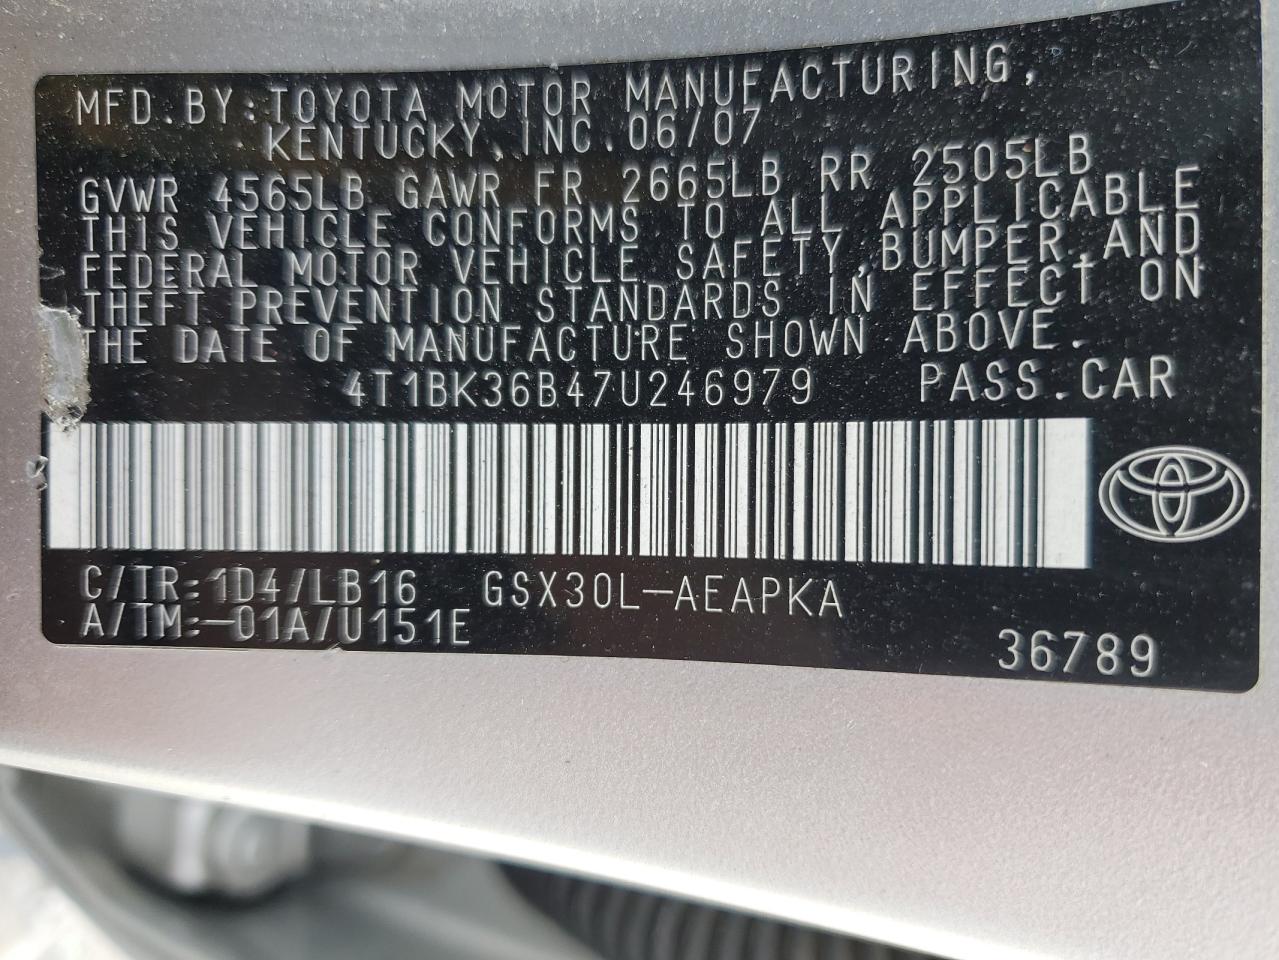 MFD. BY: TOYOTA MOTOR MANUFACTURING,
KENTUCKY, INC. 06/07
GVWR 4565LB GAWR FR 2665LB RR 2505LB
THIS VEHICLE CONFORMS TO ALL APPLICABLE
FEDERAL MOTOR VEHICLE SAFETY, BUMPER, AND
THEFT PREVENTION STANDARDS IN EFFECT ON
THE DATE OF MANUFACTURE SHOWN ABOVE.
4T1BK36B47U246979 PASS. CAR
C/TR: 1D4/LB16 GSX30L-AEAPKA
A/TM: -01A/U151E
36789